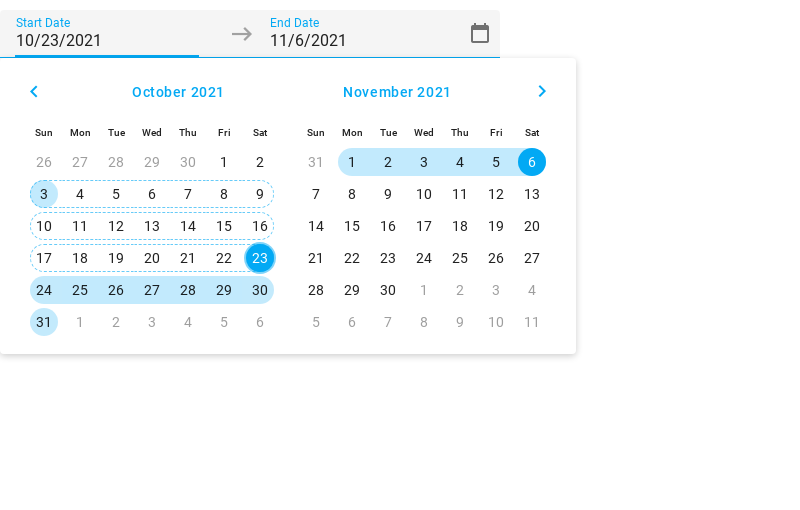 Start Date
End Date
10/23/2021
11/6/2021
October 2021
Sun Mon Tue Wed Thu Fri Sat
26 27 28 29 30 1 2
3 4 5 6 7 8 9
10 11 12 13 14 15 16
17 18 19 20 21 22 23
24 25 26 27 28 29 30
31 1 2 3 4 5 6
November 2021
Sun Mon Tue Wed Thu Fri Sat
31 1 2 3 4 5 6
7 8 9 10 11 12 13
14 15 16 17 18 19 20
21 22 23 24 25 26 27
28 29 30 1 2 3 4
5 6 7 8 9 10 11